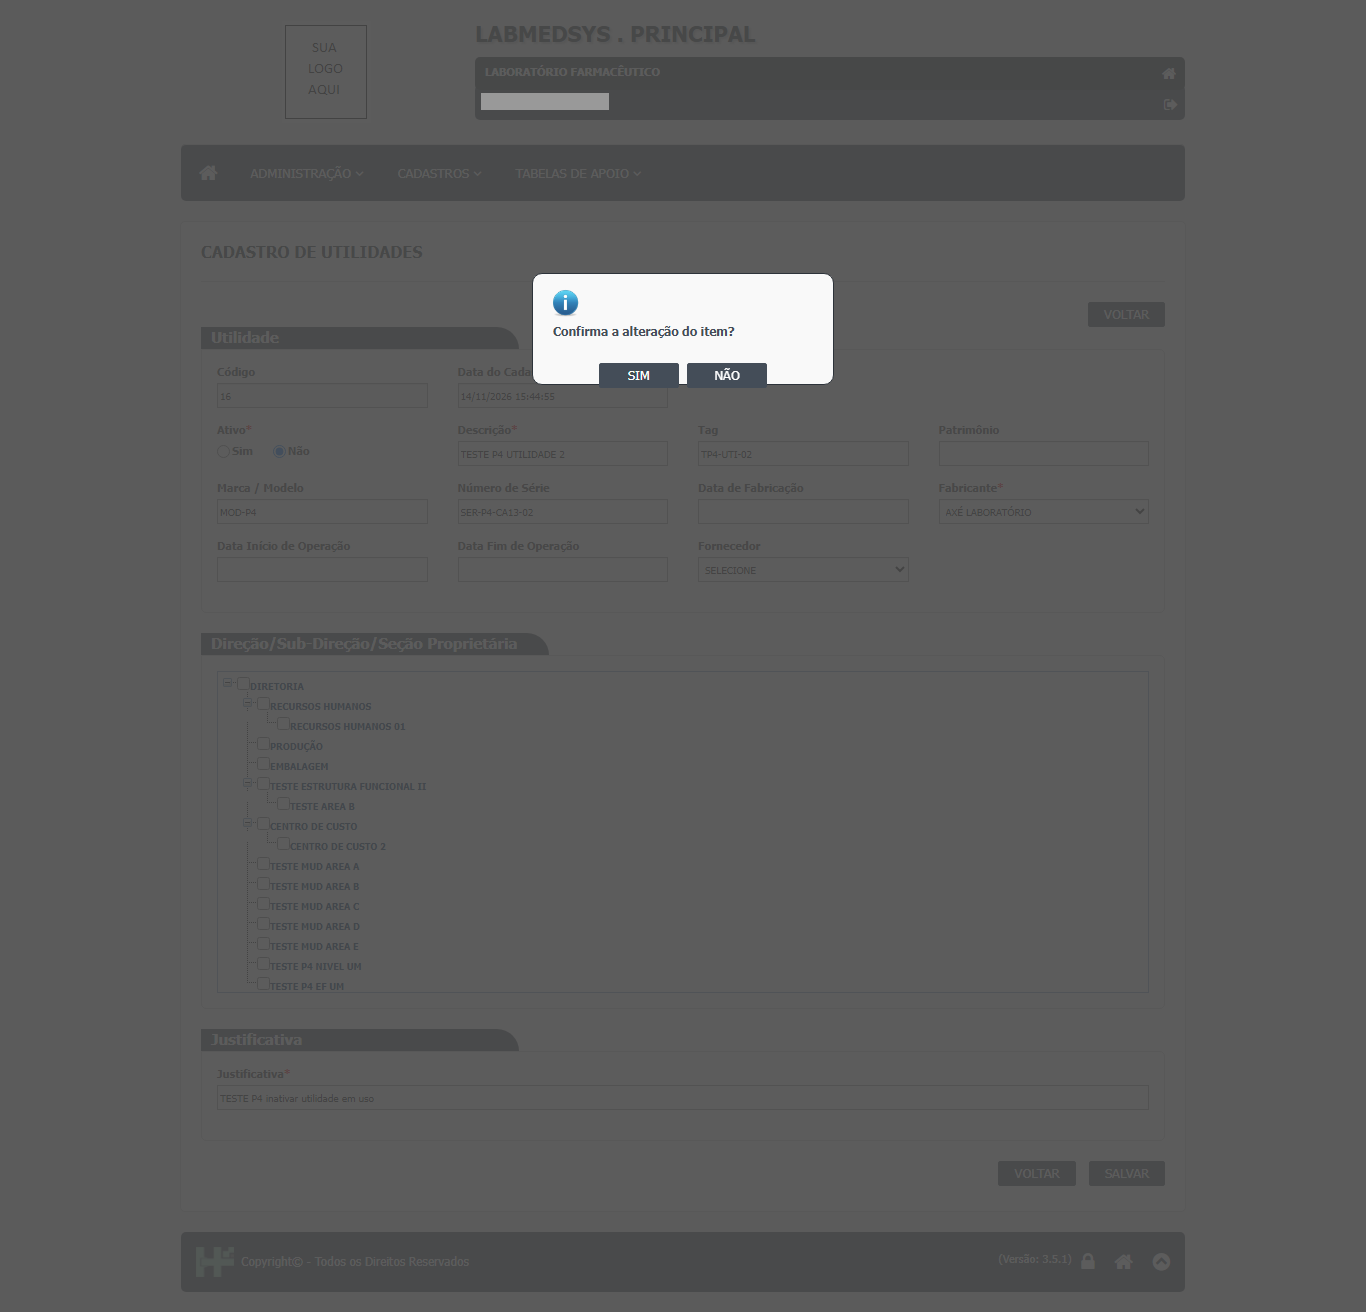 SUA
LOGO
AQUI
LABMEDSYS . PRINCIPAL
LABORATÓRIO FARMACÊUTICO
ADMINISTRAÇÃO CADASTROS TABELAS DE APOIO
CADASTRO DE UTILIDADES
Confirma a alteração do item?
SIM NÃO
VOLTAR
Utilidade
Código Data do
16 14/11/2026 15:44:55
Ativo* Descrição* Tag Patrimônio
Sim Não TESTE P4 UTILIDADE 2 TP4-UTI-02
Marca / Modelo Número de Série Data de Fabricação Fabricante*
MOD-P4 SER-P4-CA13-02 AXÉ LABORATÓRIO
Data Início de Operação Data Fim de Operação Fornecedor
SELECIONE
Direção/Sub-Direção/Seção Proprietária
DIRETORIA
RECURSOS HUMANOS
RECURSOS HUMANOS 01
PRODUÇÃO
EMBALAGEM
TESTE ESTRUTURA FUNCIONAL II
TESTE AREA B
CENTRO DE CUSTO
CENTRO DE CUSTO 2
TESTE MUD AREA A
TESTE MUD AREA B
TESTE MUD AREA C
TESTE MUD AREA D
TESTE MUD AREA E
TESTE P4 NIVEL UM
TESTE P4 EF UM
Justificativa
Justificativa*
TESTE P4 inativar utilidade em uso
VOLTAR SALVAR
Copyright© - Todos os Direitos Reservados
(Versão: 3.5.1)